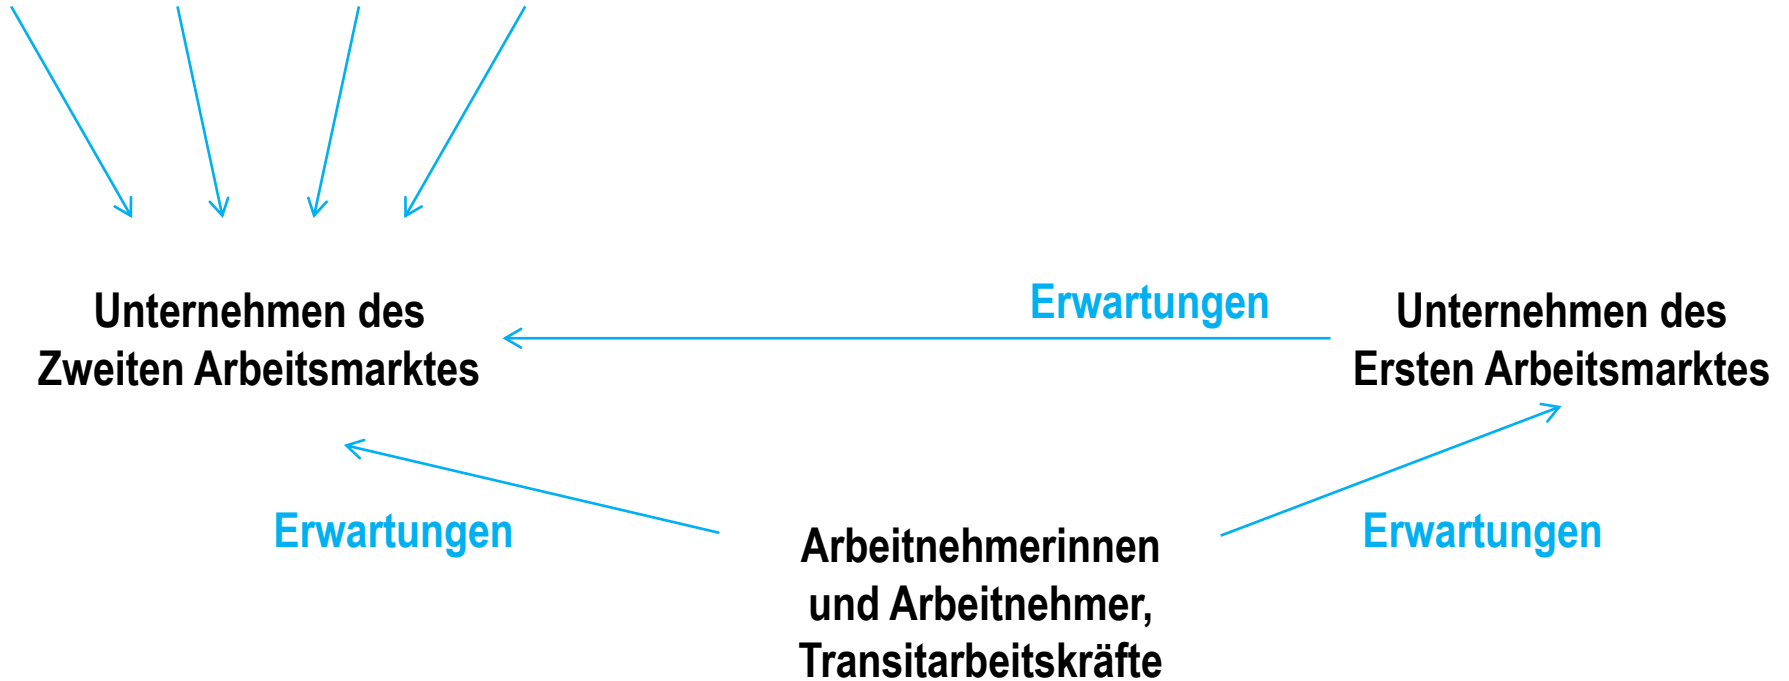 Unternehmen des
Zweiten Arbeitsmarktes
Erwartungen
Unternehmen des
Ersten Arbeitsmarktes
Erwartungen
Arbeitnehmerinnen
und Arbeitnehmer,
Transitarbeitskräfte
Erwartungen